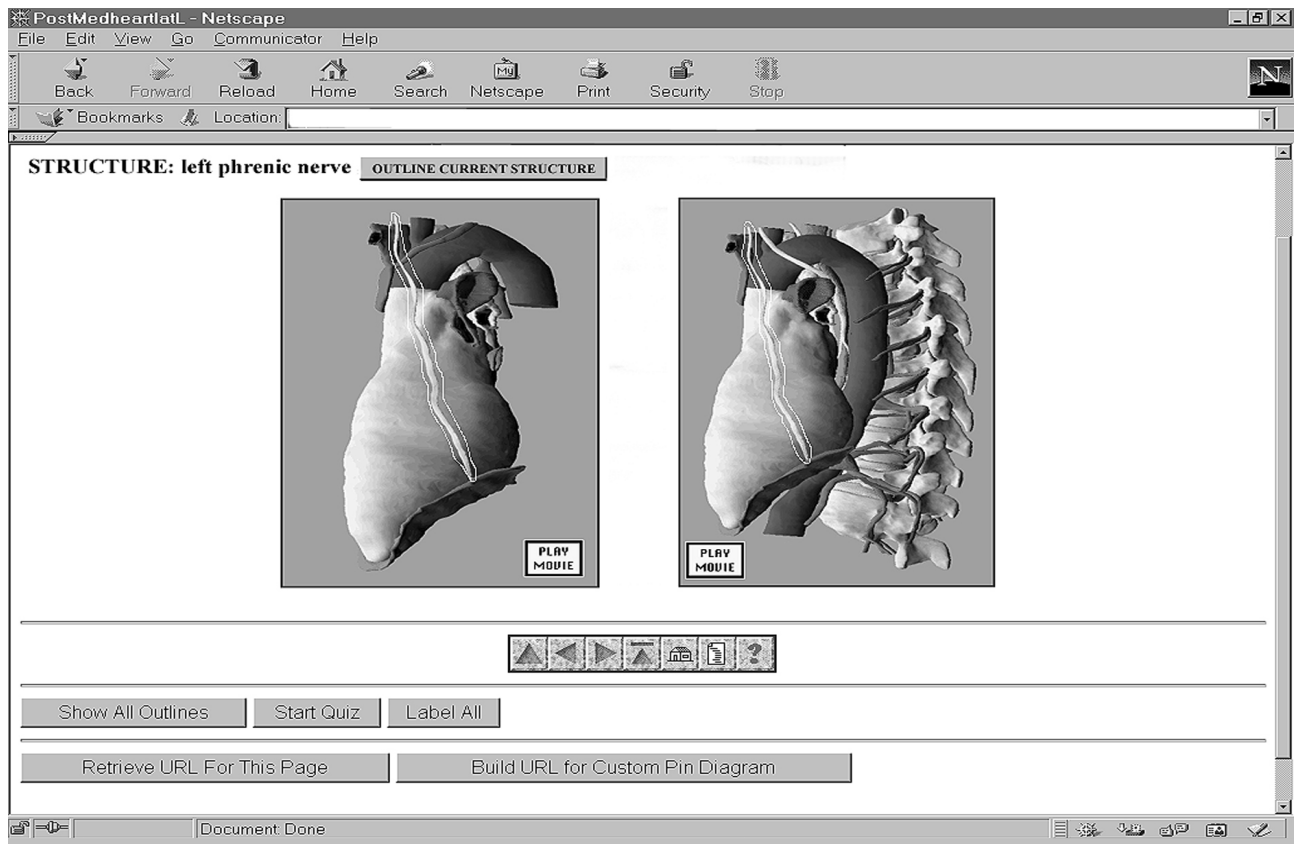 PostMedheartlatL - Netscape
File Edit View Go Communicator Help
Back Forward Reload Home Search Netscape Print Security Stop
My
N
Bookmarks Location:
STRUCTURE: left phrenic nerve OUTLINE CURRENT STRUCTURE
PLAY
MOVIE
PLAY
MOVIE
?
Show All Outlines Start Quiz Label All
Retrieve URL For This Page Build URL for Custom Pin Diagram
Document: Done